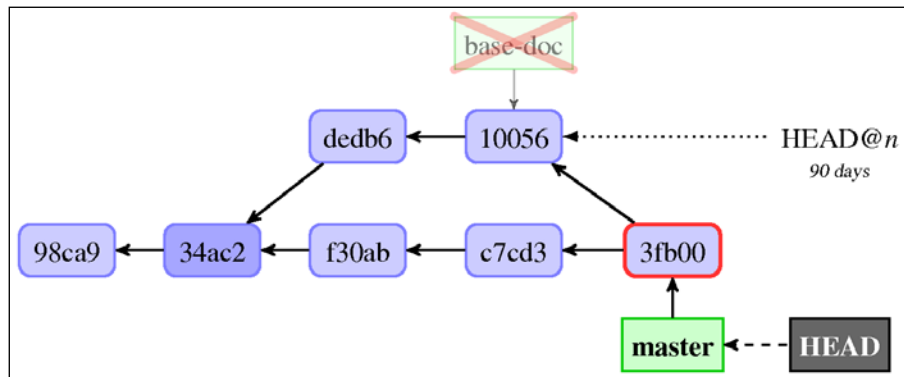 base-doc
dedb6
10056
HEAD@n
90 days
98ca9
34ac2
f30ab
c7cd3
3fb00
master
HEAD